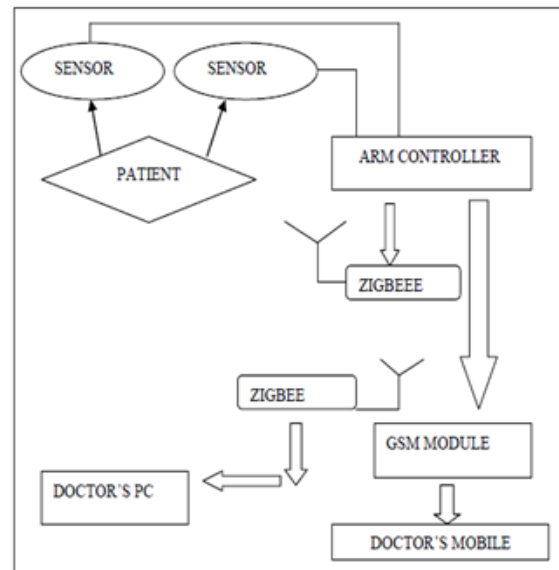 SENSOR
SENSOR
PATIENT
ARM CONTROLLER
ZIGBEEE
ZIGBEE
GSM MODULE
DOCTOR'S PC
DOCTOR'S MOBILE